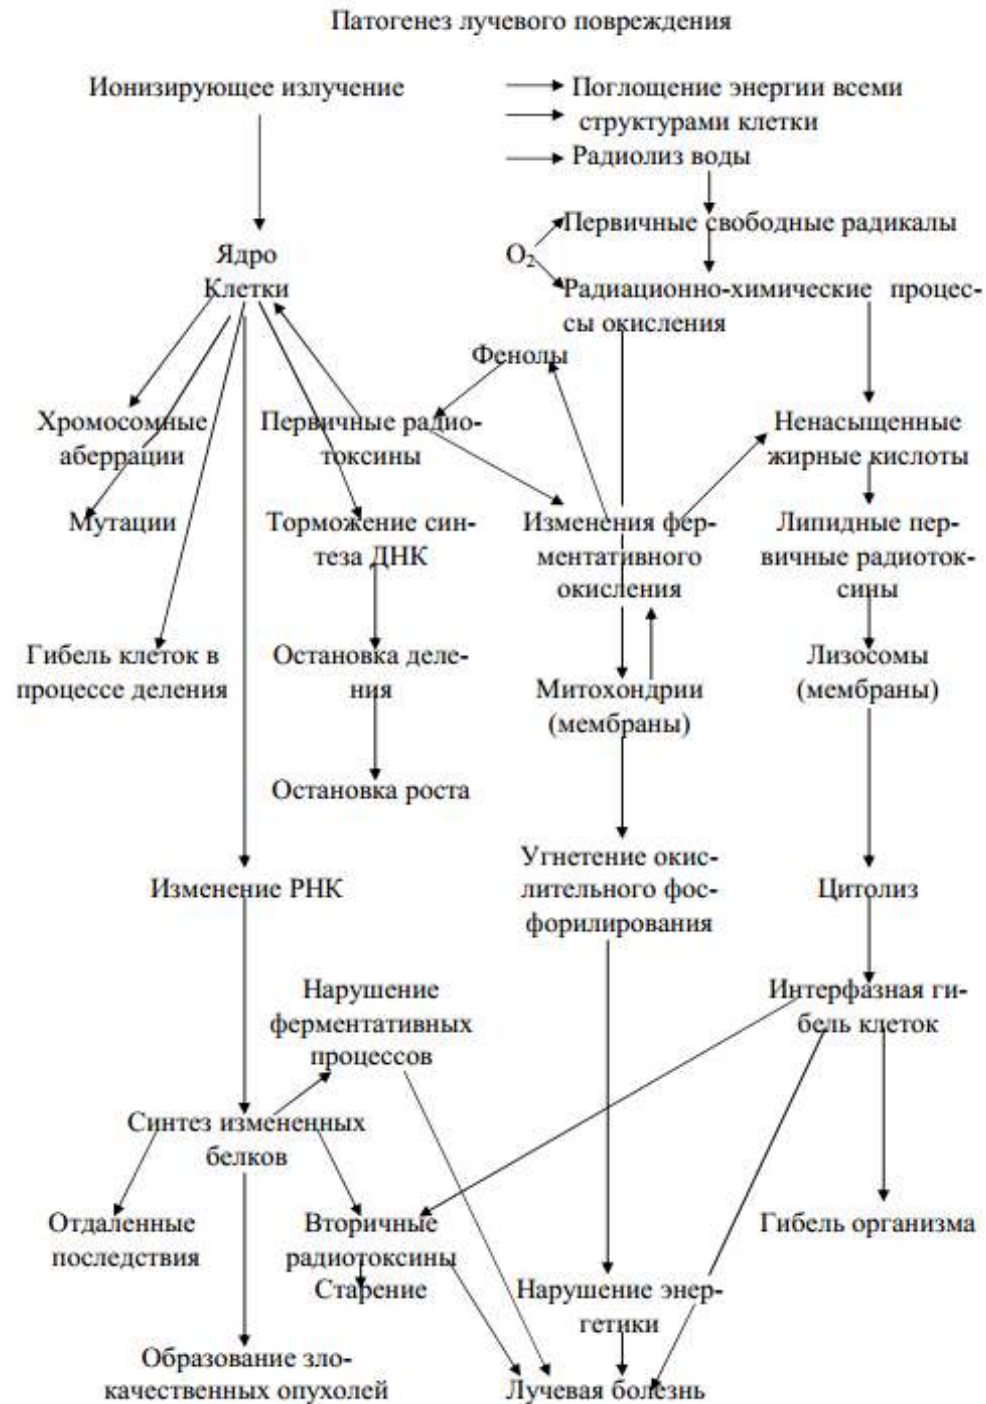 Патогенез лучевого повреждения
Ионизирующее излучение
Поглощение энергии всеми
структурами клетки
Радиолиз воды
Первичные свободные радикалы
O₂
Ядро
Клетки
Радиационно-химические процес-
сы окисления
Фенолы
Хромосомные
аберрации
Первичные радио-
токсины
Ненасыщенные
жирные кислоты
Мутации
Торможение син-
теза ДНК
Изменения фер-
ментативного
окисления
Липидные пер-
вичные радиоток-
сины
Гибель клеток в
процессе деления
Остановка деле-
ния
Митохондрии
(мембраны)
Лизосомы
(мембраны)
Остановка роста
Изменение РНК
Угнетение окис-
лительного фос-
форилирования
Цитолиз
Нарушение
ферментативных
процессов
Интерфазная ги-
бель клеток
Синтез измененных
белков
Отдаленные
последствия
Вторичные
радиотоксины
Старение
Гибель организма
Нарушение энер-
гетики
Образование зло-
качественных опухолей
Лучевая болезнь